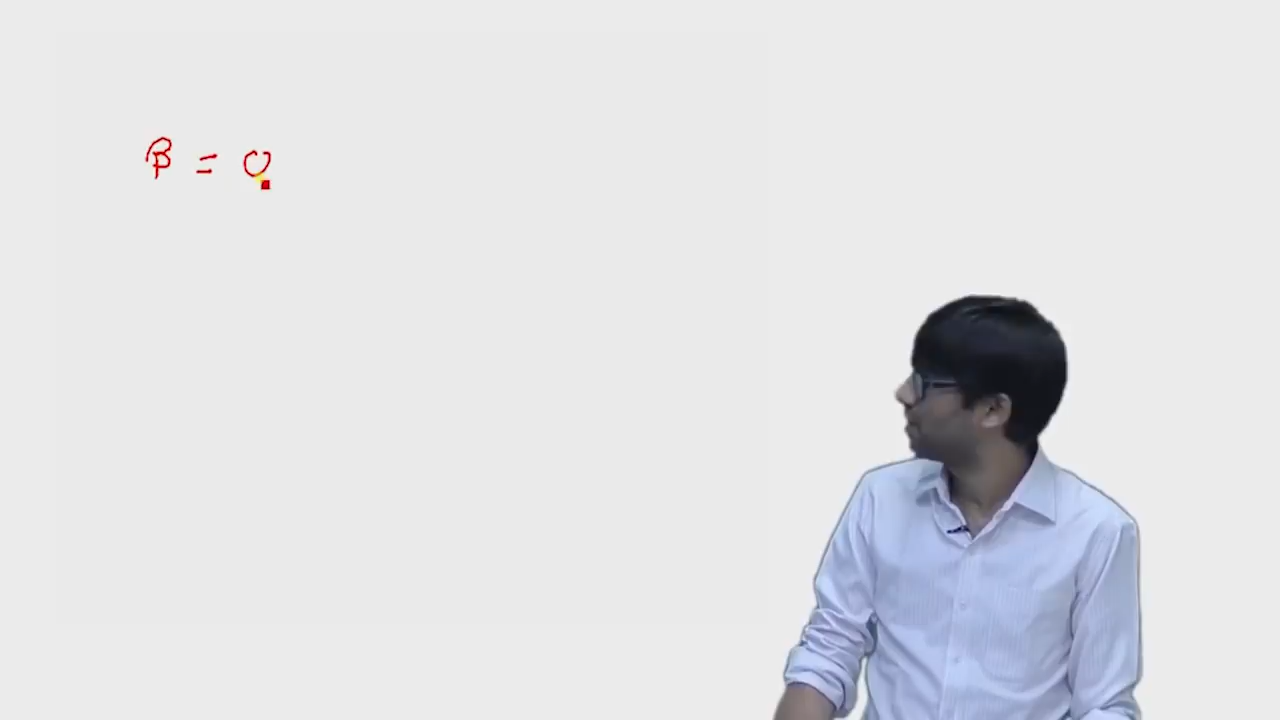 β = 0